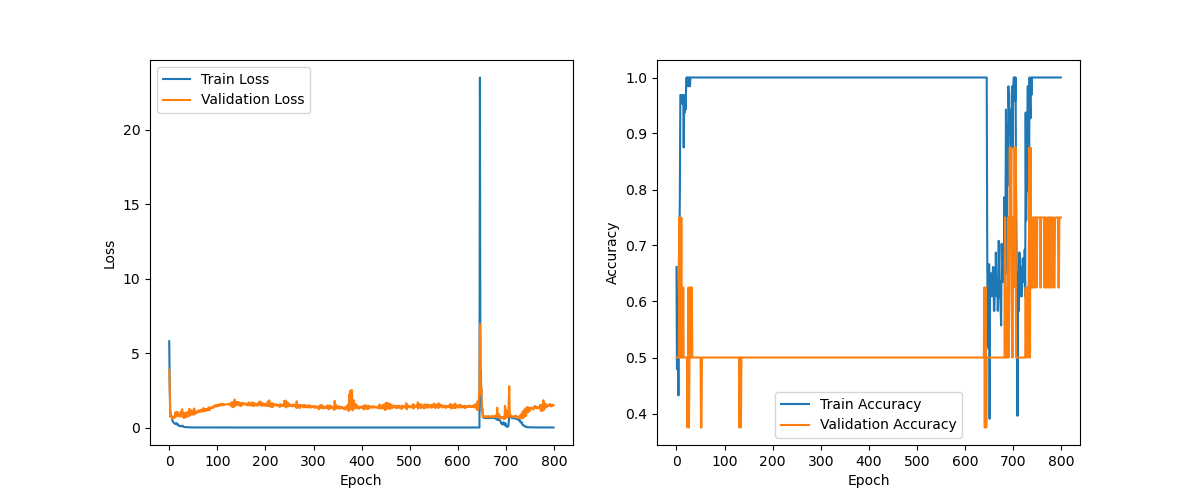 Train Loss
Validation Loss
Loss
20
15
10
5
0
0 100 200 300 400 500 600 700 800
Epoch
Accuracy
1.0
0.9
0.8
0.7
0.6
0.5
0.4
Train Accuracy
Validation Accuracy
0 100 200 300 400 500 600 700 800
Epoch